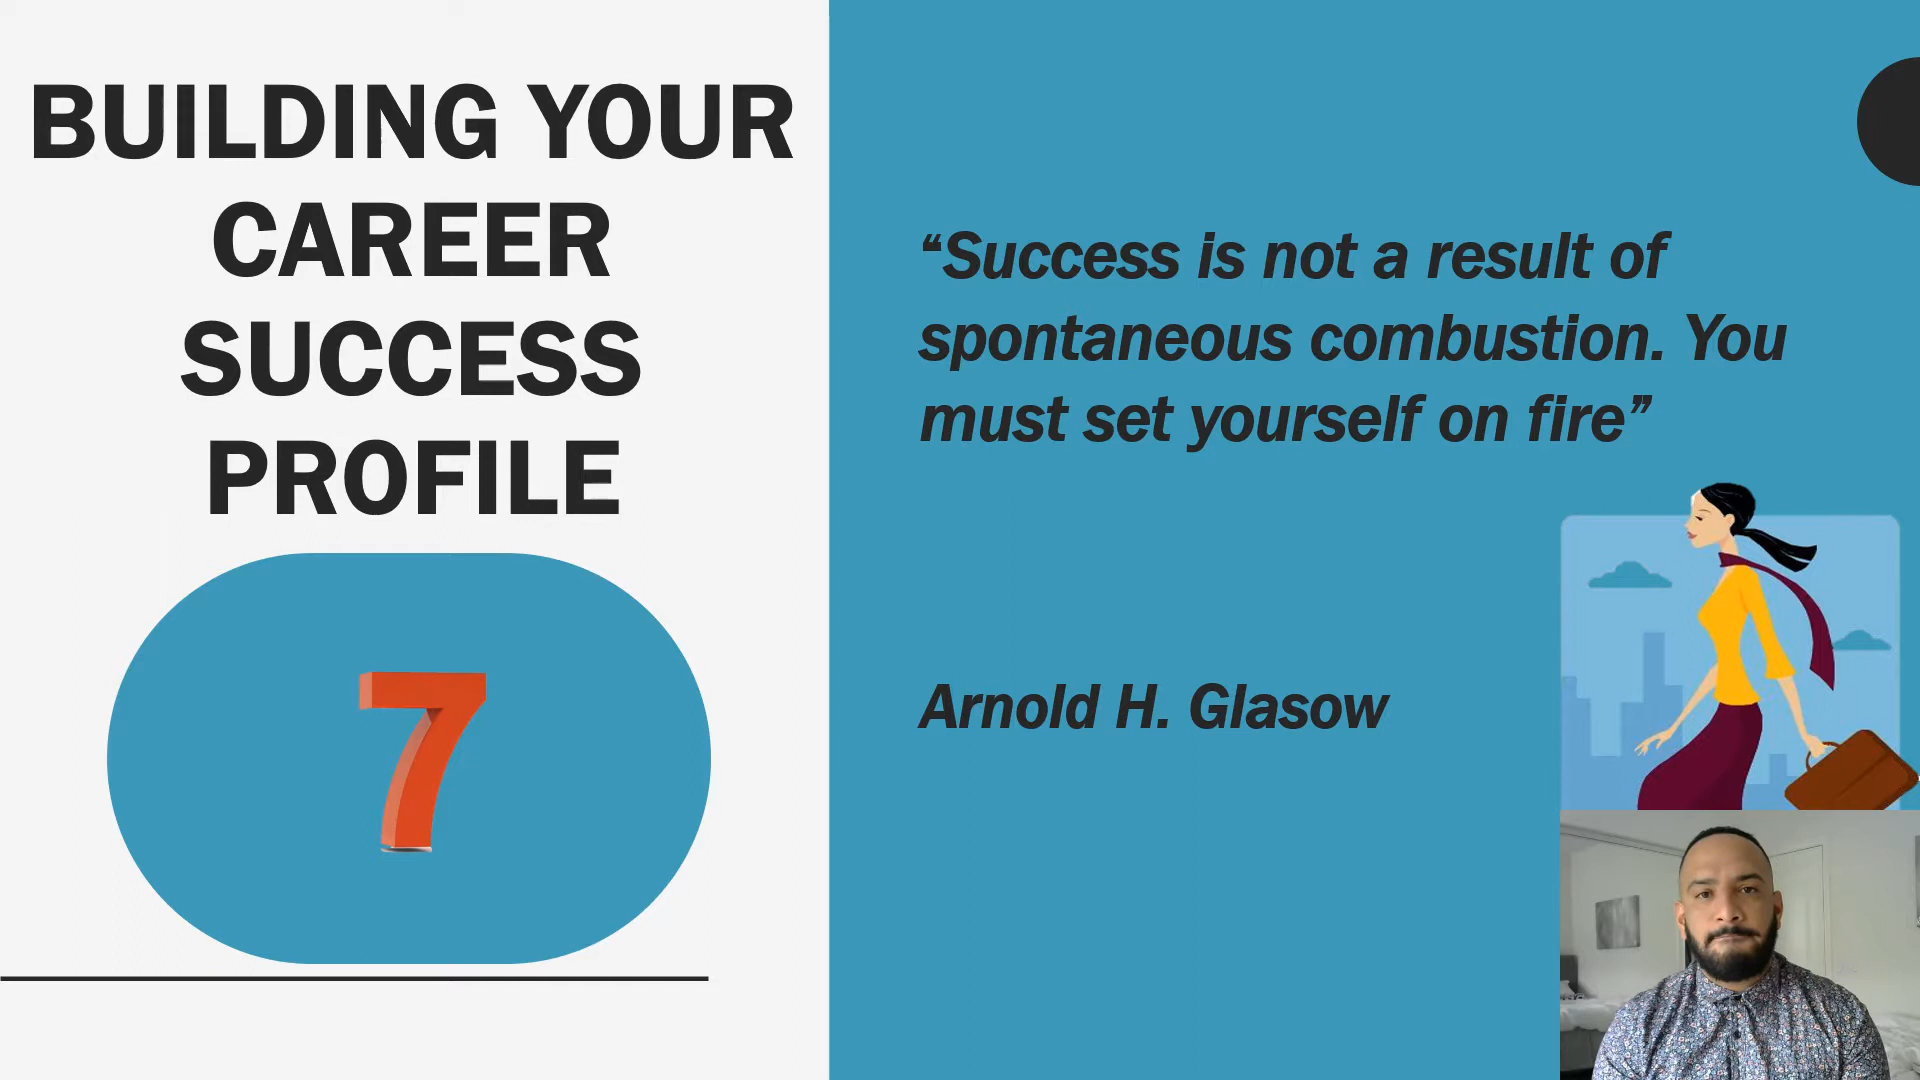 BUILDING YOUR
CAREER
SUCCESS
PROFILE
7
“Success is not a result of
spontaneous combustion. You
must set yourself on fire”
Arnold H. Glasow